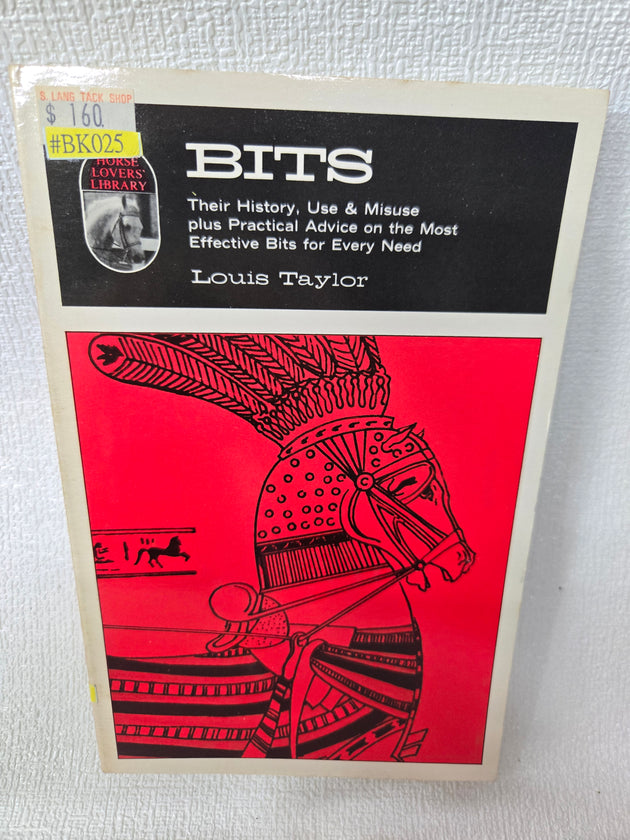 S. LANG TACK SHOP
$ 160.
#BK025
HORSE
LOVERS'
LIBRARY
BITS
Their History, Use & Misuse
plus Practical Advice on the Most
Effective Bits for Every Need
Louis Taylor